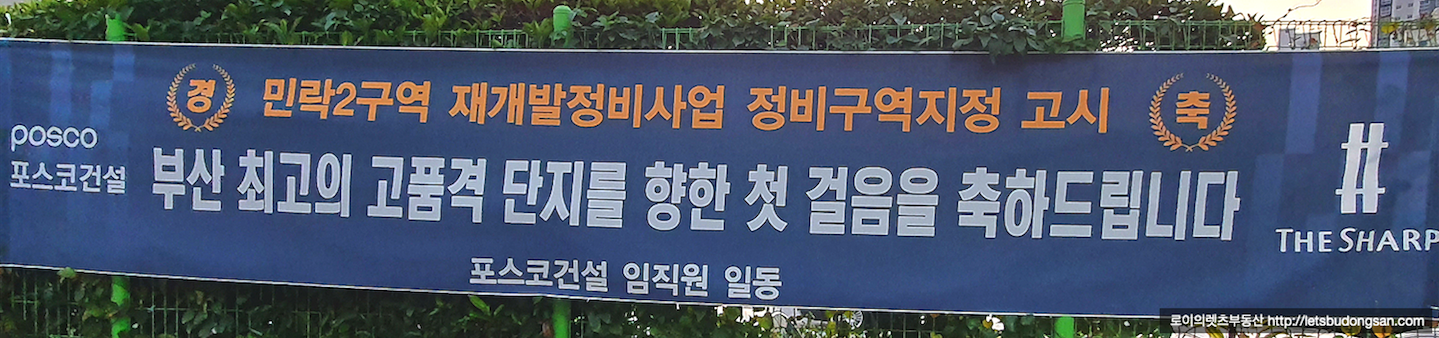 경 민락2구역 재개발정비사업 정비구역지정 고시 축
posco
포스코건설
부산 최고의 고품격 단지를 향한 첫 걸음을 축하드립니다
THE SHARP
포스코건설 임직원 일동
로이의렛츠부동산 http://letsbudongsan.com